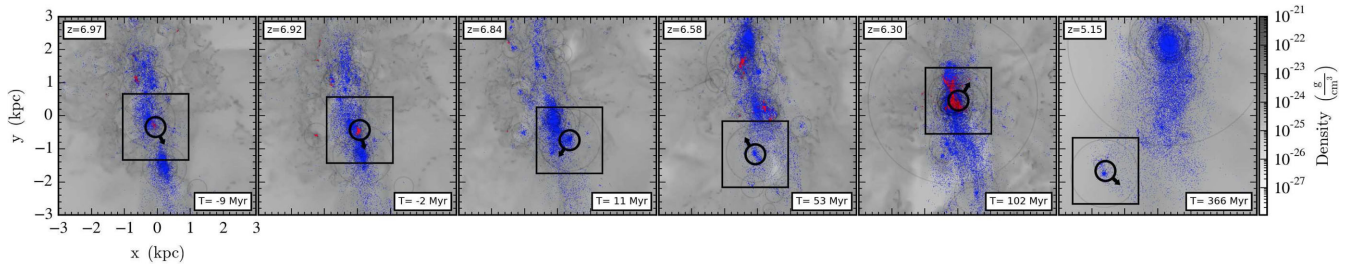 z=6.97
z=6.92
z=6.84
z=6.58
z=6.30
z=5.15
T= -9 Myr
T= -2 Myr
T= 11 Myr
T= 53 Myr
T= 102 Myr
T= 366 Myr
3
2
1
0
−1
−2
−3
y (kpc)
−3 −2 −1 0 1 2 3
x (kpc)
10⁻²¹
10⁻²²
10⁻²³
10⁻²⁴
10⁻²⁵
10⁻²⁶
10⁻²⁷
Density (g/cm³)